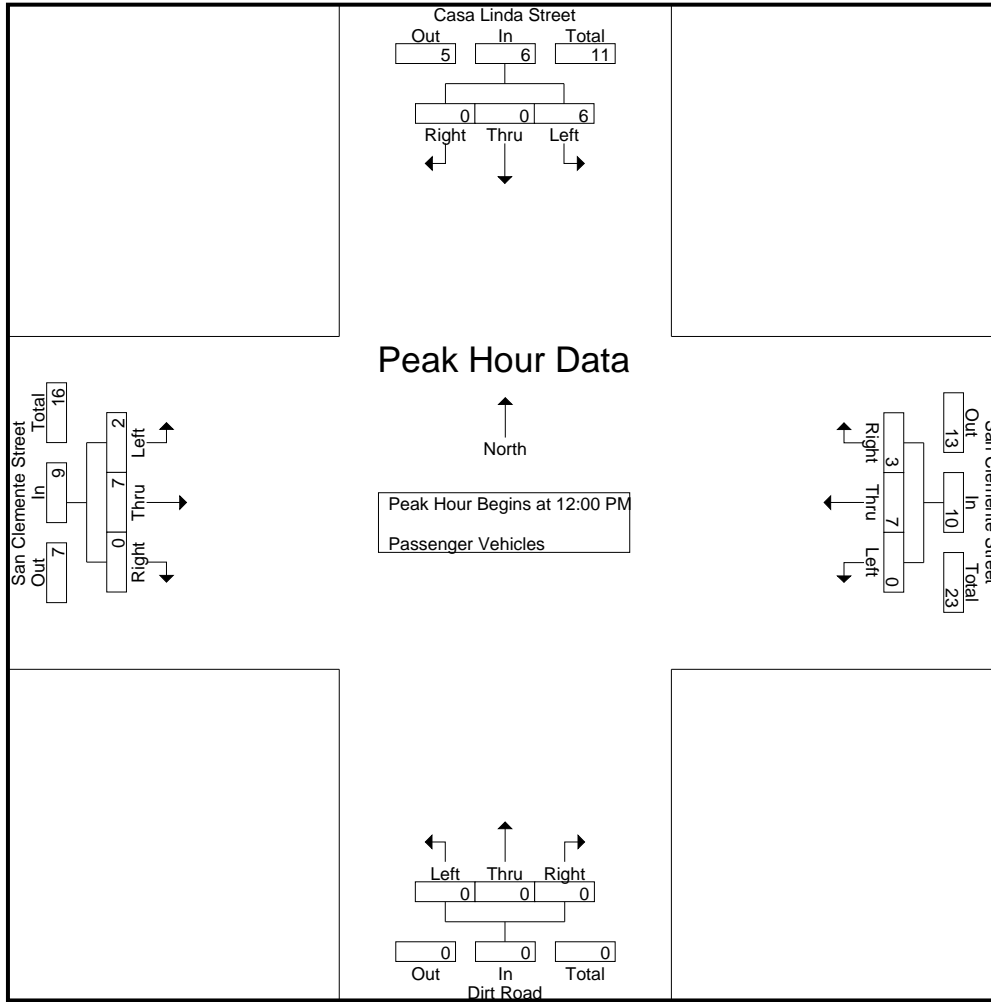 Casa Linda Street
Out In Total
5 6 11
0 0 6
Right Thru Left
Peak Hour Data
North
Peak Hour Begins at 12:00 PM
Passenger Vehicles
San Clemente Street
Out In Total
7 9 16
Right Thru Left
0 7 2
San Clemente Street
Out In Total
13 10 23
Right Thru Left
3 7 0
Left Thru Right
0 0 0
0 0 0
Out In Total
Dirt Road